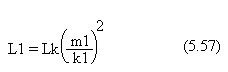 L1 = Lk(m1/k1)² (5.57)